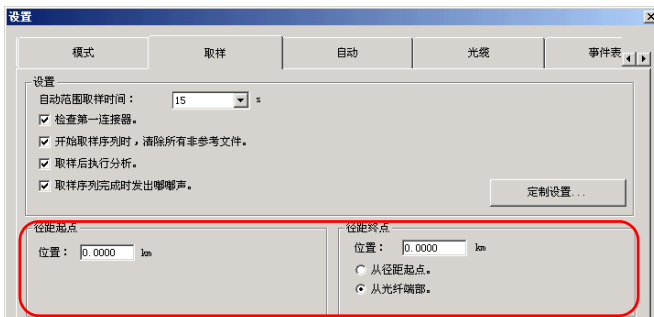 设置
模式 取样 自动 光缆 事件表
设置
自动范围取样时间： 15 s
检查第一连接器。
开始取样序列时，清除所有非参考文件。
取样后执行分析。
取样序列完成时发出嘟嘟声。
定制设置...
径距起点 径距终点
位置： 0.0000 km 位置： 0.0000 km
从径距起点。
从光纤端部。